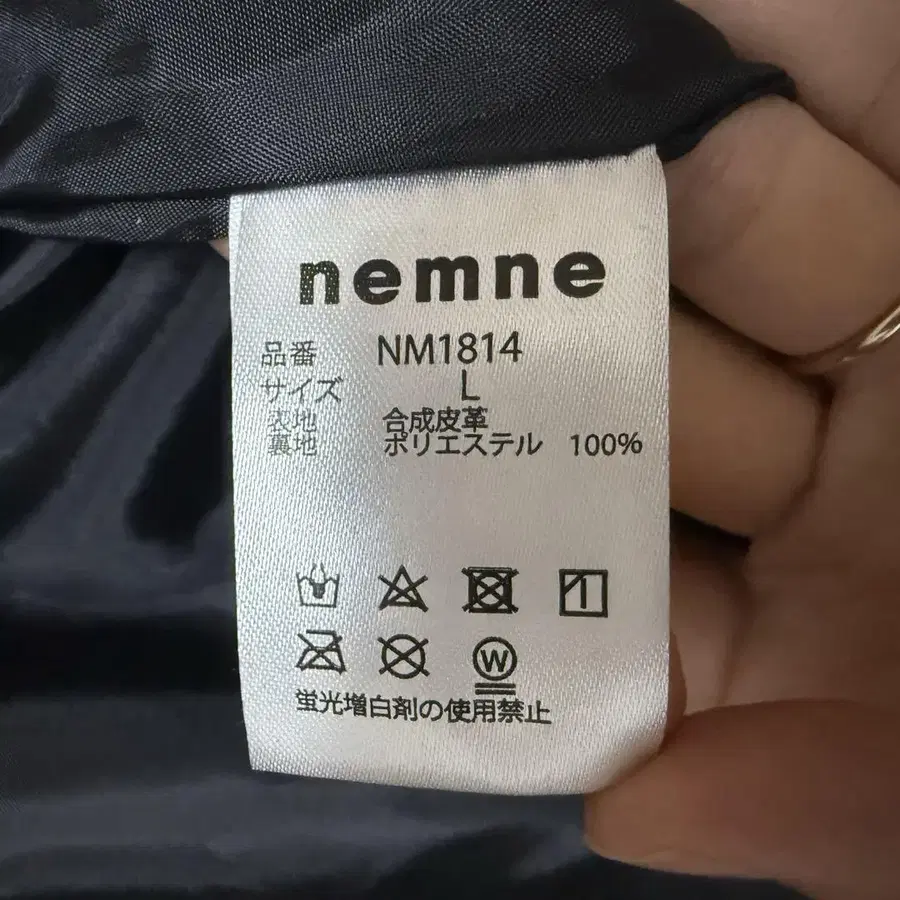 nemne
品番 NM1814
サイズ L
表地 合成皮革
裏地 ポリエステル 100%
W
蛍光増白剤の使用禁止